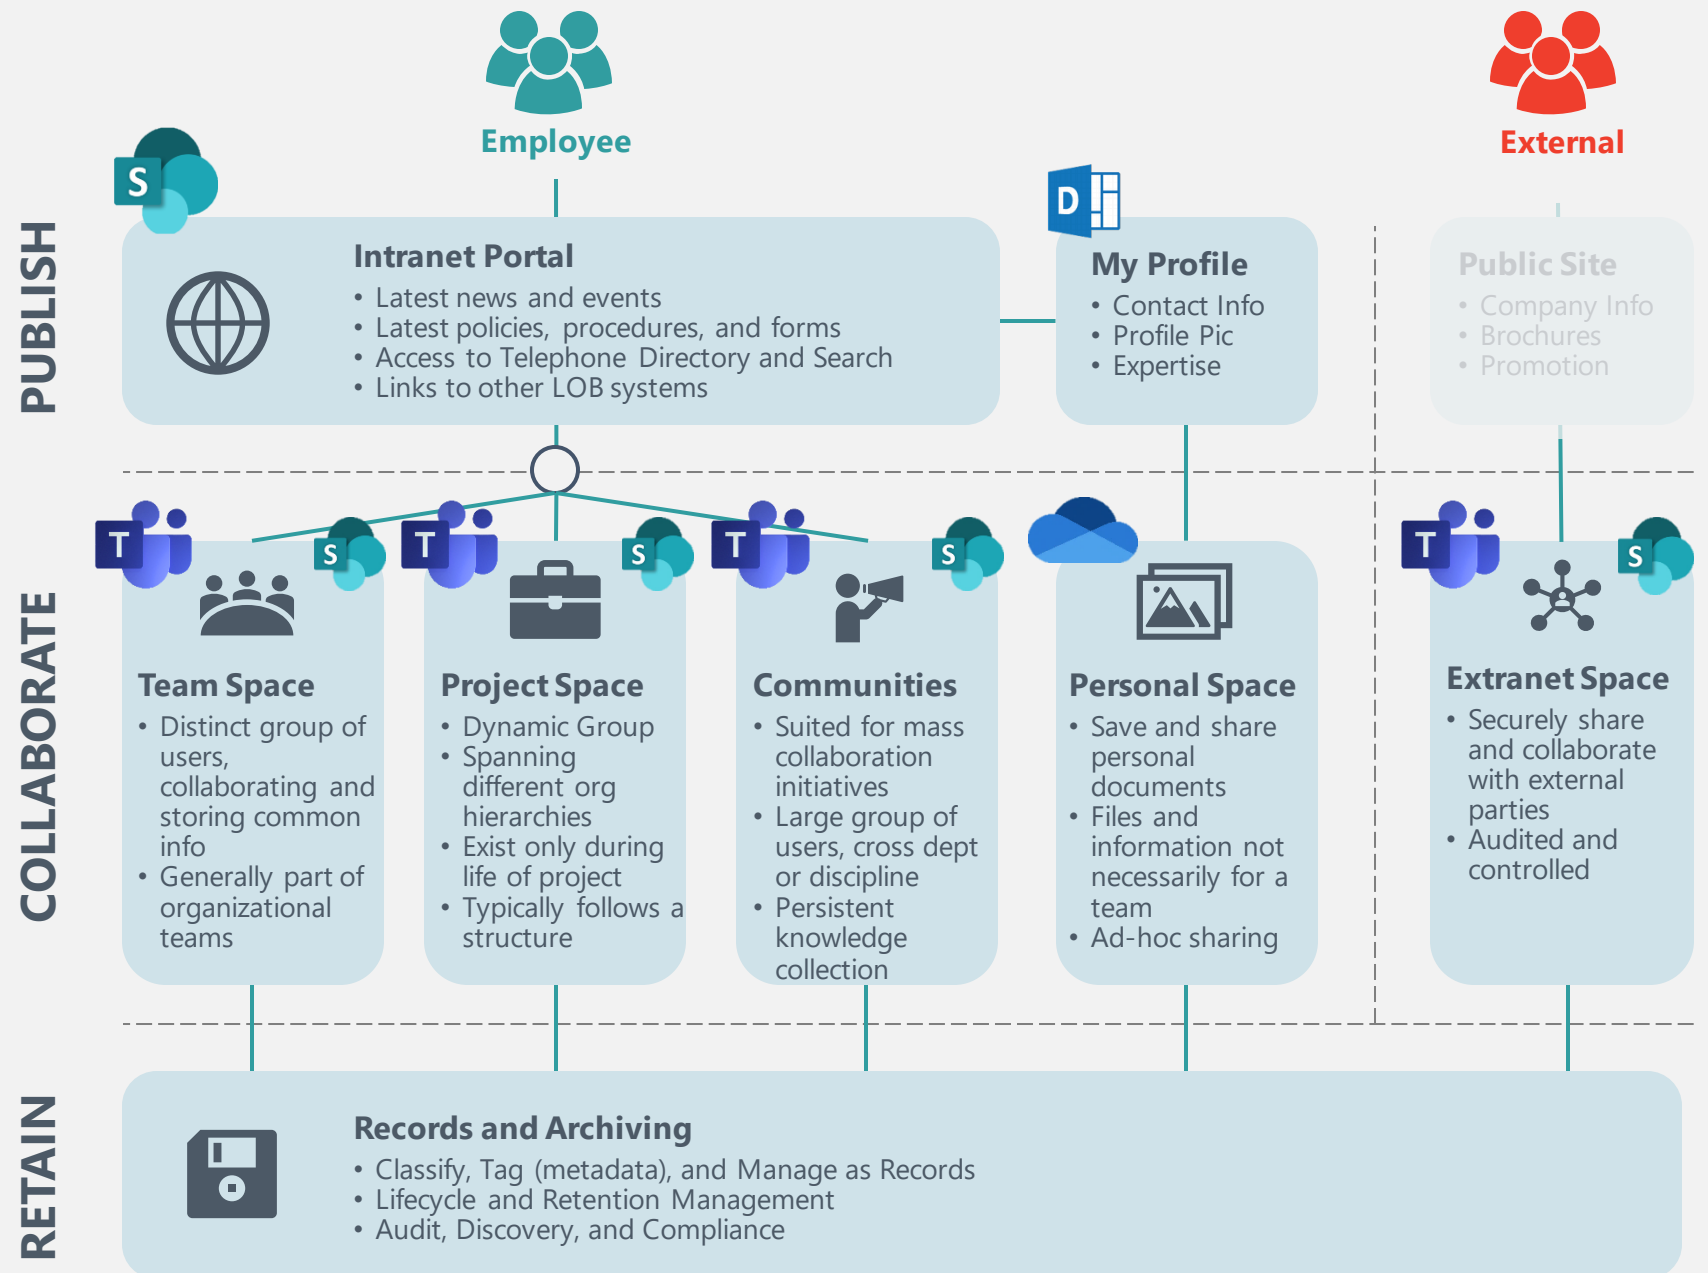 Employee
External
S
D
PUBLISH
Intranet Portal
• Latest news and events
• Latest policies, procedures, and forms
• Access to Telephone Directory and Search
• Links to other LOB systems
My Profile
• Contact Info
• Profile Pic
• Expertise
Public Site
• Company Info
• Brochures
• Promotion
COLLABORATE
T
S
Team Space
• Distinct group of
users,
collaborating and
storing common
info
• Generally part of
organizational
teams
T
S
Project Space
• Dynamic Group
• Spanning
different org
hierarchies
• Exist only during
life of project
• Typically follows a
structure
T
S
Communities
• Suited for mass
collaboration
initiatives
• Large group of
users, cross dept
or discipline
• Persistent
knowledge
collection
Personal Space
• Save and share
personal
documents
• Files and
information not
necessarily for a
team
• Ad-hoc sharing
T
S
Extranet Space
• Securely share
and collaborate
with external
parties
• Audited and
controlled
RETAIN
Records and Archiving
• Classify, Tag (metadata), and Manage as Records
• Lifecycle and Retention Management
• Audit, Discovery, and Compliance